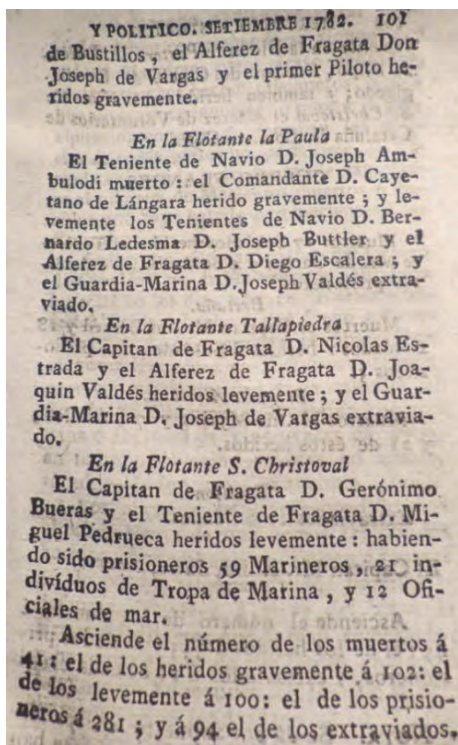 Y POLITICO. SETIEMBRE 1782. 101
de Bustillos, el Alferez de Fragata Don
Joseph de Vargas y el primer Piloto he-
ridos gravemente.
En la Flotante la Paula
El Teniente de Navio D. Joseph Am-
bulodi muerto: el Comandante D. Caye-
tano de Lángara herido gravemente; y le-
vemente los Tenientes de Navio D. Ber-
nardo Ledesma D. Joseph Buttler y el
Alferez de Fragata D. Diego Escalera; y
el Guardia-Marina D. Joseph Valdés extra-
viado.
En la Flotante Tallapiedra
El Capitan de Fragata D. Nicolas Es-
trada y el Alferez de Fragata D. Joa-
quin Valdés heridos levemente; y el Guar-
dia-Marina D. Joseph de Vargas extravia-
do.
En la Flotante S. Christoval
El Capitan de Fragata D. Gerónimo
Bueras y el Teniente de Fragata D. Mi-
guel Pedrueca heridos levemente: habien-
do sido prisioneros 59 Marineros, 21 in-
divíduos de Tropa de Marina, y 12 Ofi-
ciales de mar.
Asciende el número de los muertos á
41: el de los heridos gravemente á 102: el
de los levemente á 100: el de los prisio-
neros á 281; y á 94 el de los extraviados.